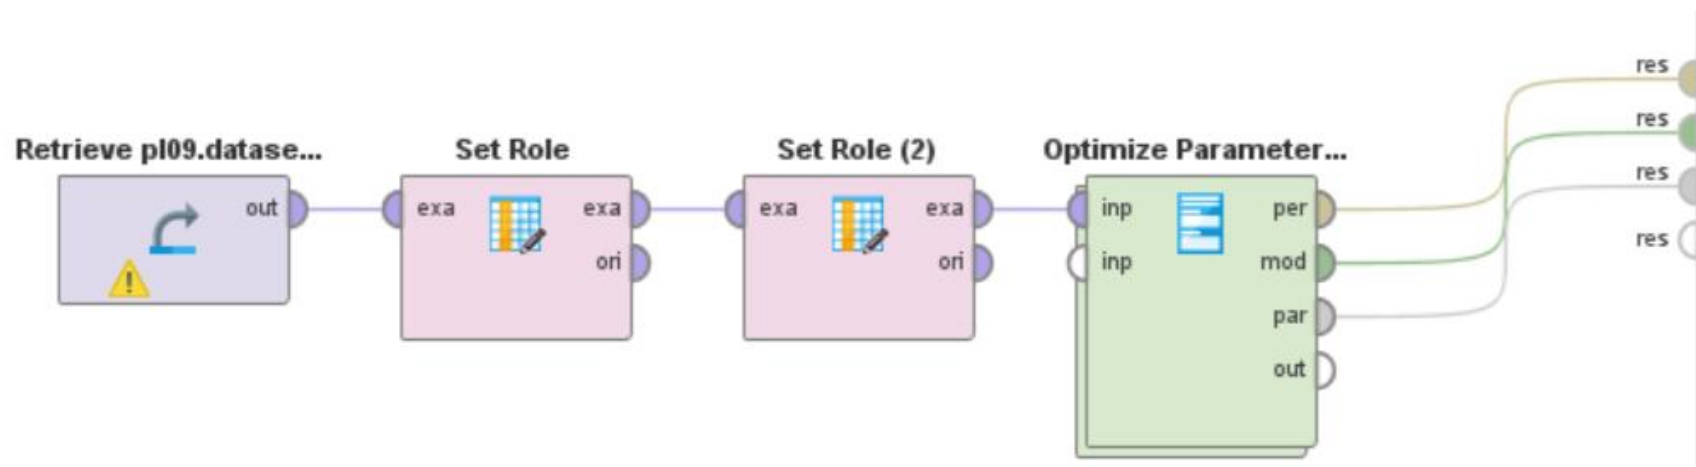 res
res
Retrieve pl09.datase...
Set Role
Set Role (2)
Optimize Parameter...
res
out
exa
exa
exa
exa
inp
per
res
ori
ori
inp
mod
par
out